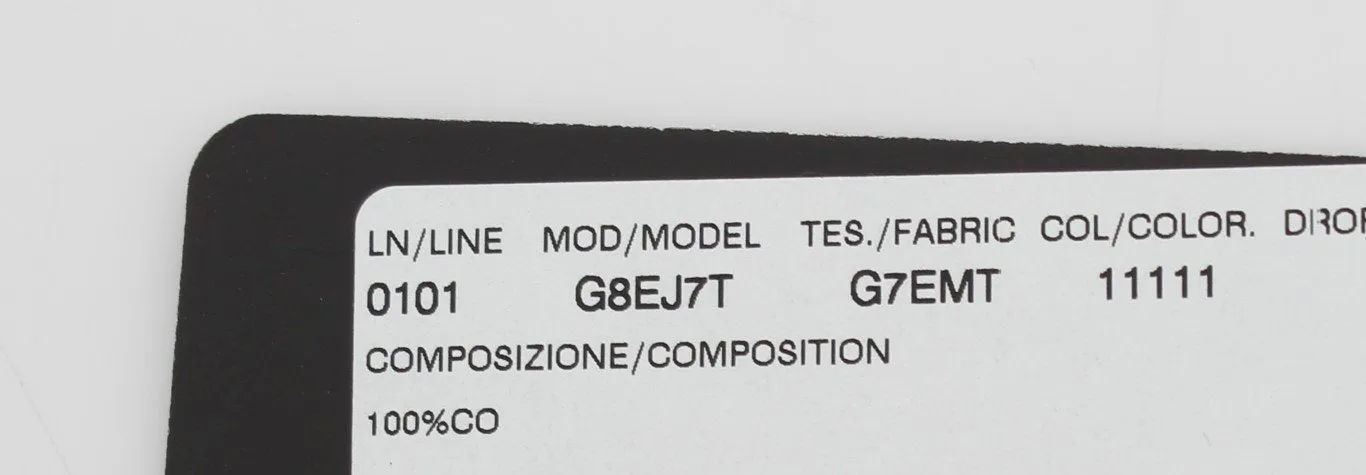 LN/LINE MOD/MODEL TES./FABRIC COL/COLOR.
0101 G8EJ7T G7EMT 11111
COMPOSIZIONE/COMPOSITION
100%CO